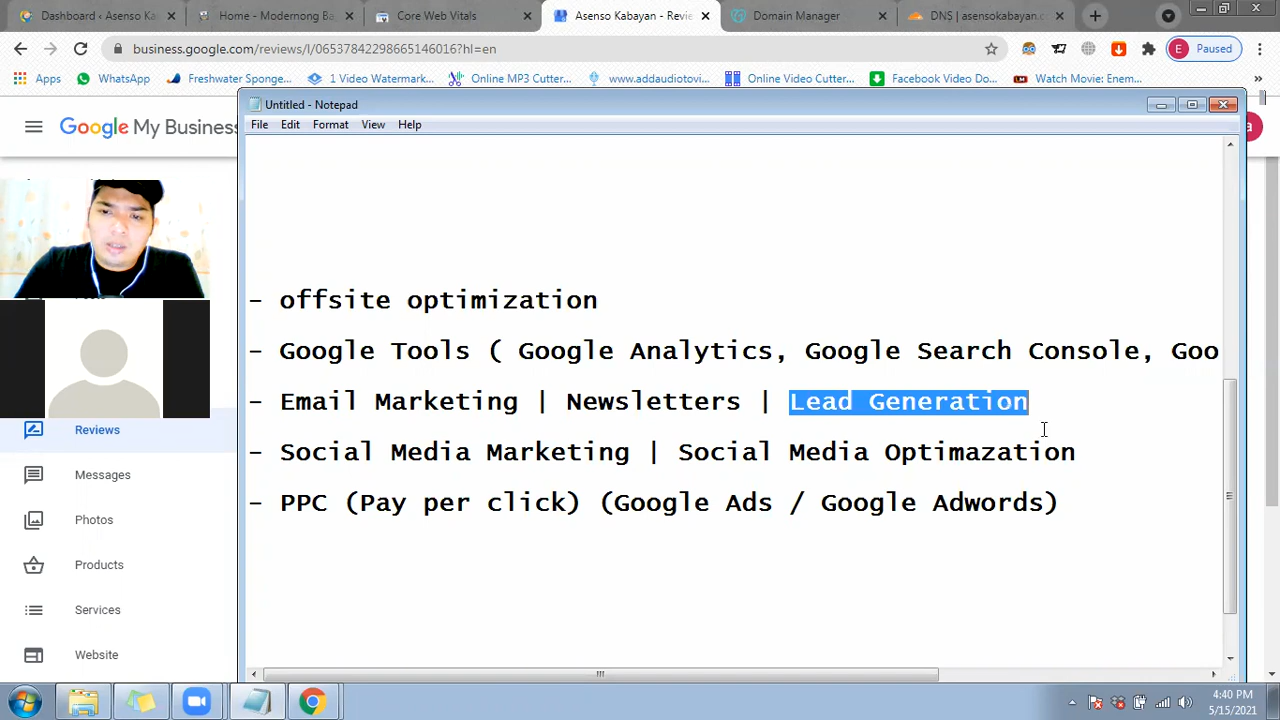 Dashboard ‹ Asenso Ka
Home - Modernong Ba
Core Web Vitals
Asenso Kabayan - Revie
Domain Manager
DNS | asensokabayan.c
business.google.com/reviews/l/06537842298665146016?hl=en
E Paused
Apps
WhatsApp
Freshwater Sponge...
1 Video Watermark...
Online MP3 Cutter...
www.addaudiotovi...
Online Video Cutter...
Facebook Video Do...
Watch Movie: Enem...
»
Google My Business
Untitled - Notepad
File Edit Format View Help
- offsite optimization
- Google Tools ( Google Analytics, Google Search Console, Goo
- Email Marketing | Newsletters | Lead Generation
- Social Media Marketing | Social Media Optimazation
- PPC (Pay per click) (Google Ads / Google Adwords)
Reviews
Messages
Photos
Products
Services
Website
4:40 PM
5/15/2021